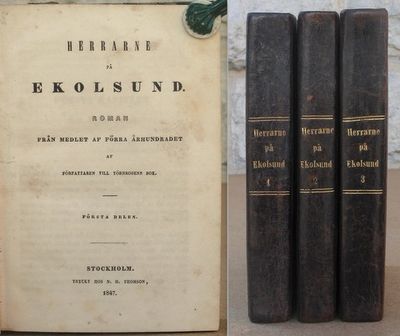 HERRARNE
PÅ
EKOLSUND.
ROMAN
FRÅN MEDLET AF FÖRRA ÅRHUNDRADET
AF
FÖRFATTAREN TILL TÖRNROSENS BOK.
FÖRSTA DELEN.
STOCKHOLM.
TRYCKT HOS N. H. THOMSON,
1847.
Herrarne
på
Ekolsund
1
Herrarne
på
Ekolsund
2
Herrarne
på
Ekolsund
3